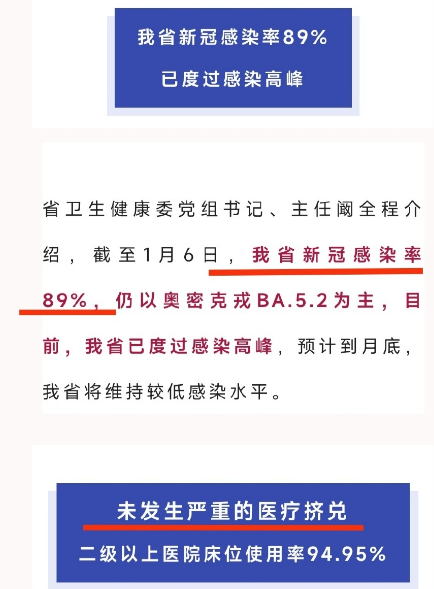 我省新冠感染率89%
已度过感染高峰
省卫生健康委党组书记、主任阚全程介
绍，截至1月6日，我省新冠感染率
89%，仍以奥密克戎BA.5.2为主，目
前，我省已度过感染高峰，预计到月底，
我省将维持较低感染水平。
未发生严重的医疗挤兑
二级以上医院床位使用率94.95%